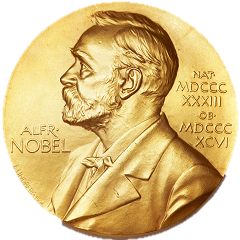 ALFR·
NOBEL
NAT·
MDCCC
XXXIII
OB·
MDCCC
XCVI